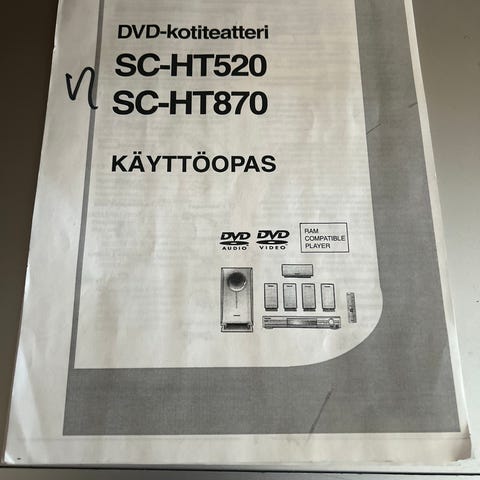 DVD-kotiteatteri
SC-HT520
SC-HT870
KÄYTTÖOPAS
DVD
AUDIO
DVD
VIDEO
RAM
COMPATIBLE
PLAYER